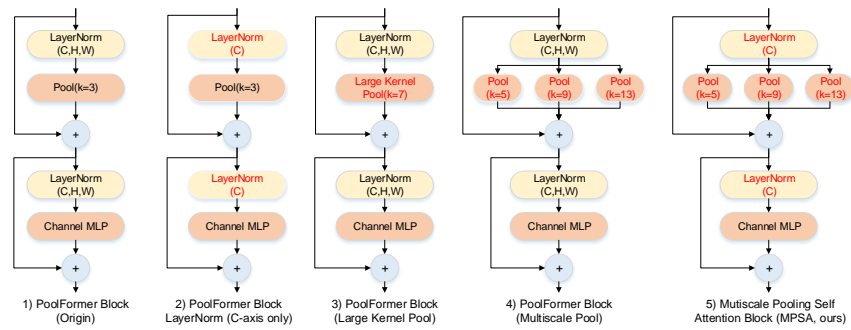 LayerNorm
(C,H,W)
Pool(k=3)
+
LayerNorm
(C,H,W)
Channel MLP
+
1) PoolFormer Block
(Origin)
LayerNorm
(C)
Pool(k=3)
+
LayerNorm
(C)
Channel MLP
+
2) PoolFormer Block
LayerNorm (C-axis only)
LayerNorm
(C,H,W)
Large Kernel
Pool(k=7)
+
LayerNorm
(C,H,W)
Channel MLP
+
3) PoolFormer Block
(Large Kernel Pool)
LayerNorm
(C,H,W)
Pool
(k=5)
Pool
(k=9)
Pool
(k=13)
+
LayerNorm
(C,H,W)
Channel MLP
+
4) PoolFormer Block
(Multiscale Pool)
LayerNorm
(C)
Pool
(k=5)
Pool
(k=9)
Pool
(k=13)
+
LayerNorm
(C)
Channel MLP
+
5) Mutiscale Pooling Self
Attention Block (MPSA, ours)